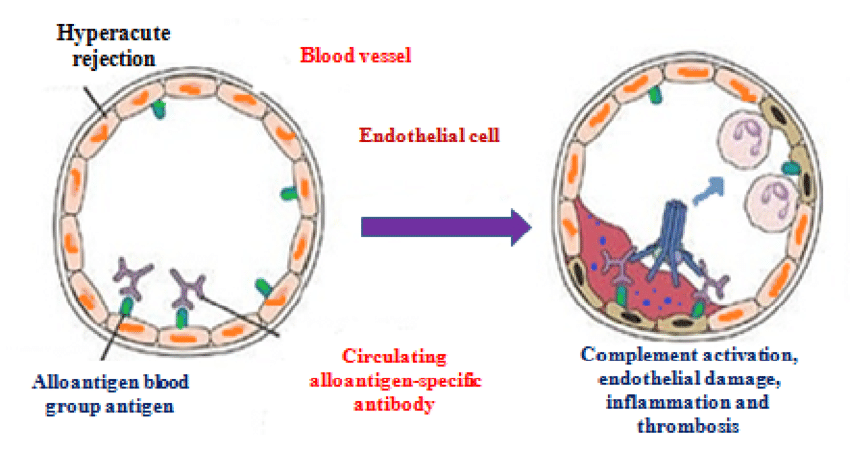 Hyperacute
rejection
Blood vessel
Endothelial cell
Alloantigen blood
group antigen
Circulating
alloantigen-specific
antibody
Complement activation,
endothelial damage,
inflammation and
thrombosis